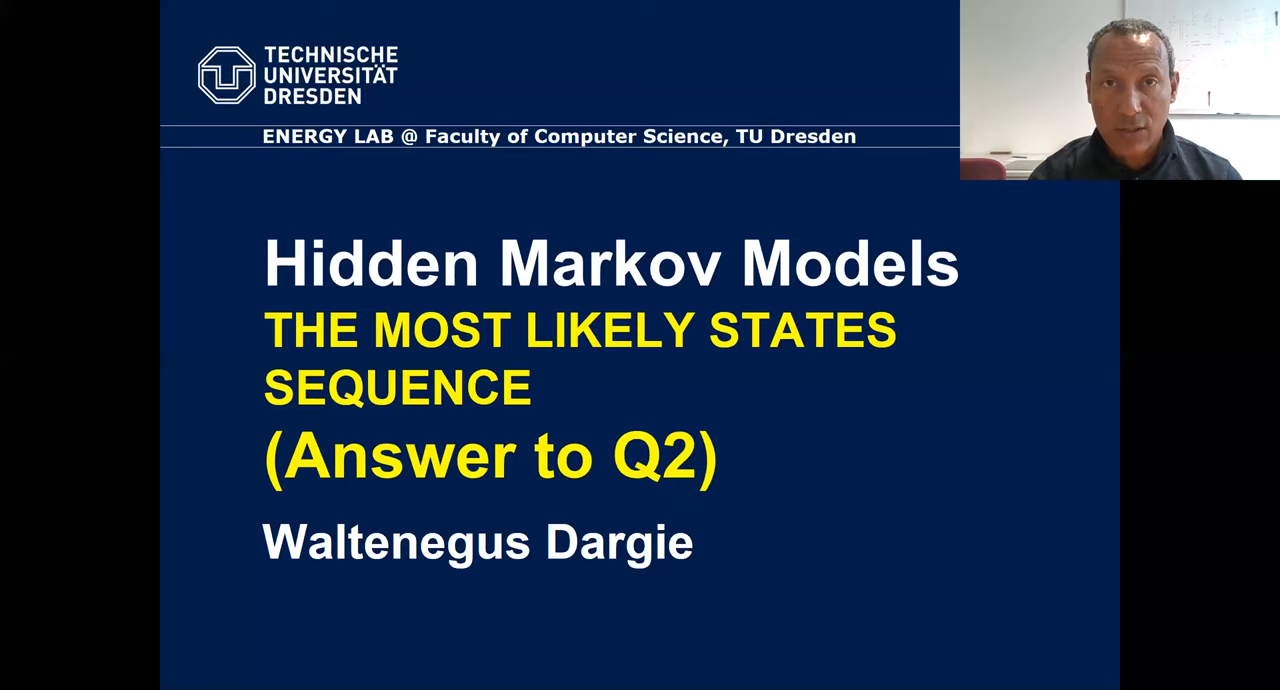 TECHNISCHE
UNIVERSITÄT
DRESDEN
ENERGY LAB @ Faculty of Computer Science, TU Dresden
Hidden Markov Models
THE MOST LIKELY STATES
SEQUENCE
(Answer to Q2)
Waltenegus Dargie